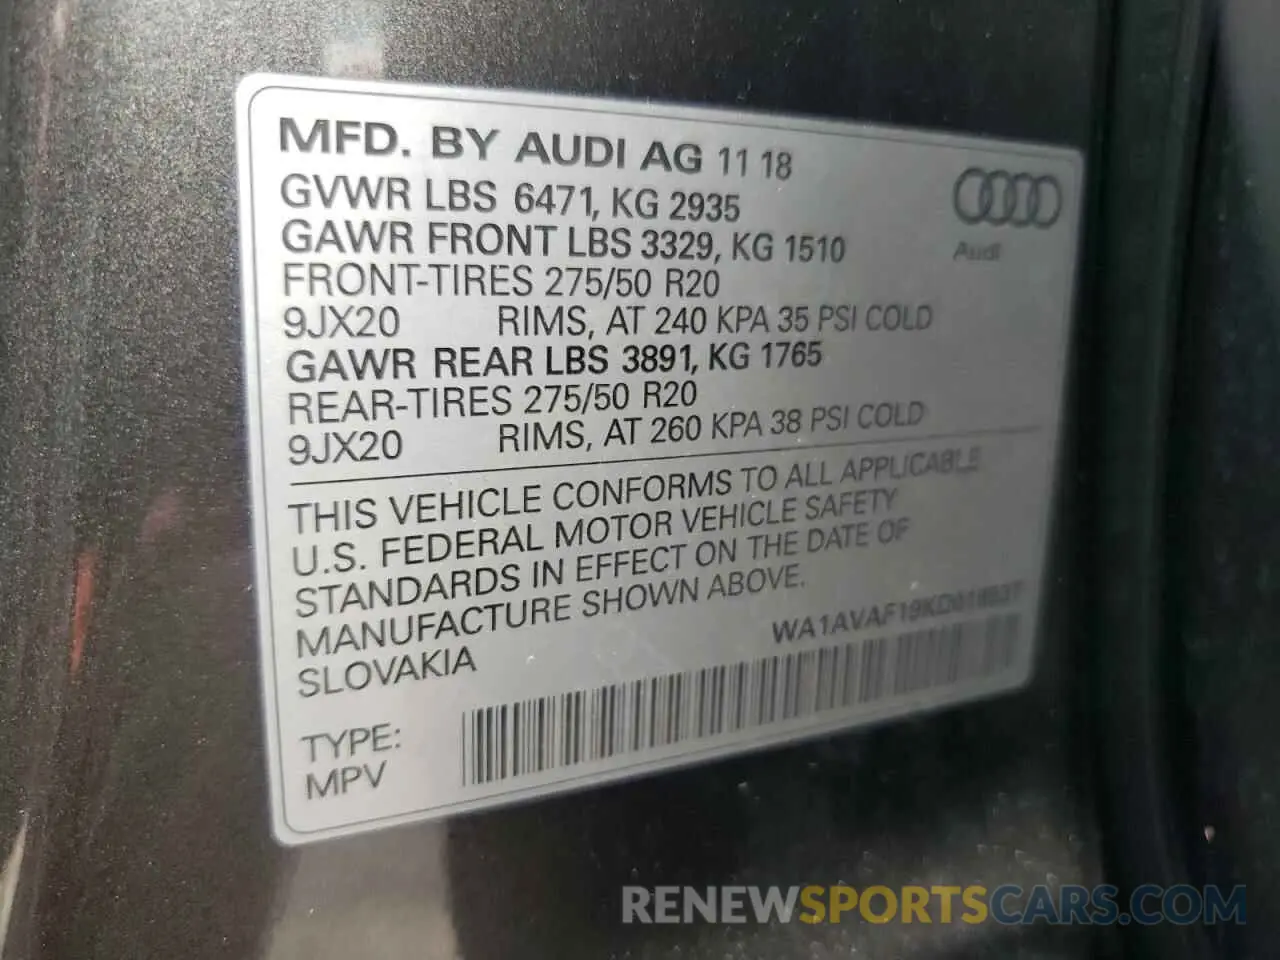 MFD. BY AUDI AG 11 18
GVWR LBS 6471, KG 2935
GAWR FRONT LBS 3329, KG 1510
FRONT-TIRES 275/50 R20
9JX20 RIMS, AT 240 KPA 35 PSI COLD
GAWR REAR LBS 3891, KG 1765
REAR-TIRES 275/50 R20
9JX20 RIMS, AT 260 KPA 38 PSI COLD
Audi
THIS VEHICLE CONFORMS TO ALL APPLICABLE
U.S. FEDERAL MOTOR VEHICLE SAFETY
STANDARDS IN EFFECT ON THE DATE OF
MANUFACTURE SHOWN ABOVE.
SLOVAKIA
TYPE:
MPV
RENEWSPORTSCARS.COM